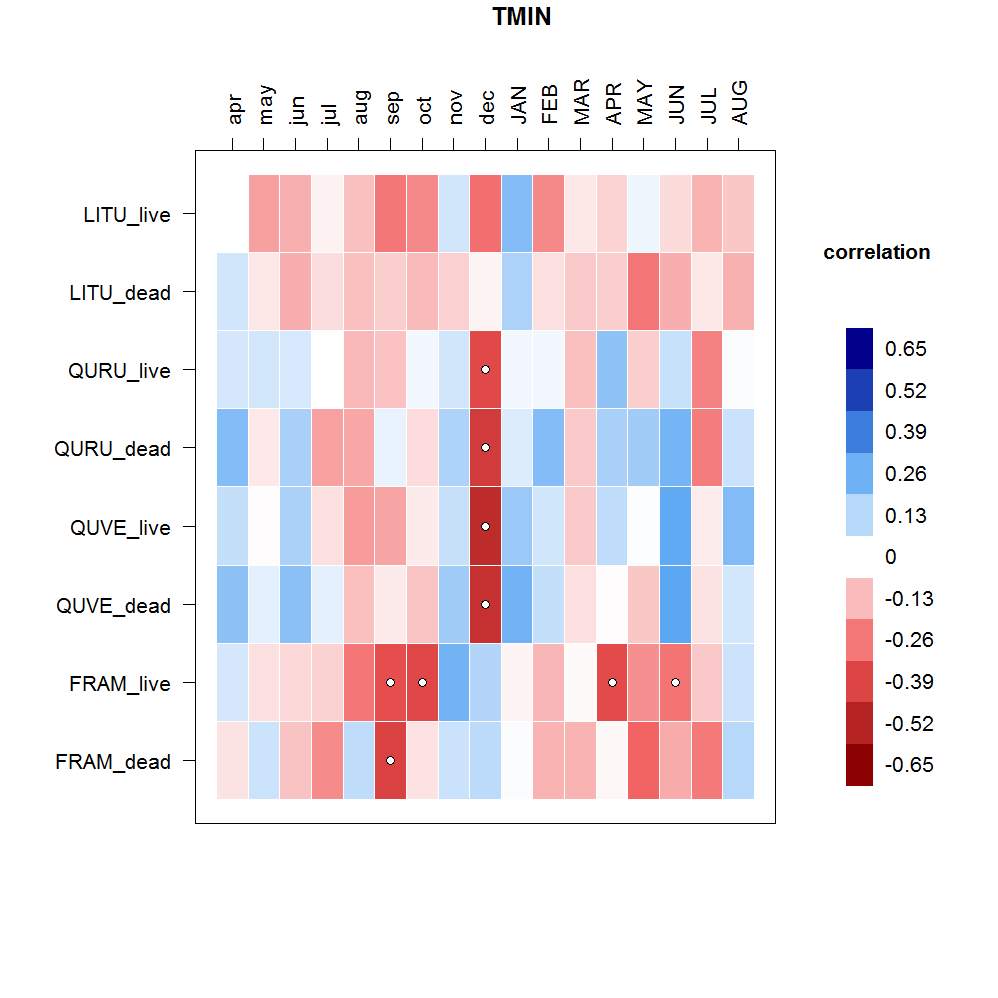 TMIN
apr may jun jul aug sep oct nov dec JAN FEB MAR APR MAY JUN JUL AUG
LITU_live
LITU_dead
QURU_live
QURU_dead
QUVE_live
QUVE_dead
FRAM_live
FRAM_dead
correlation
0.65
0.52
0.39
0.26
0.13
0
-0.13
-0.26
-0.39
-0.52
-0.65